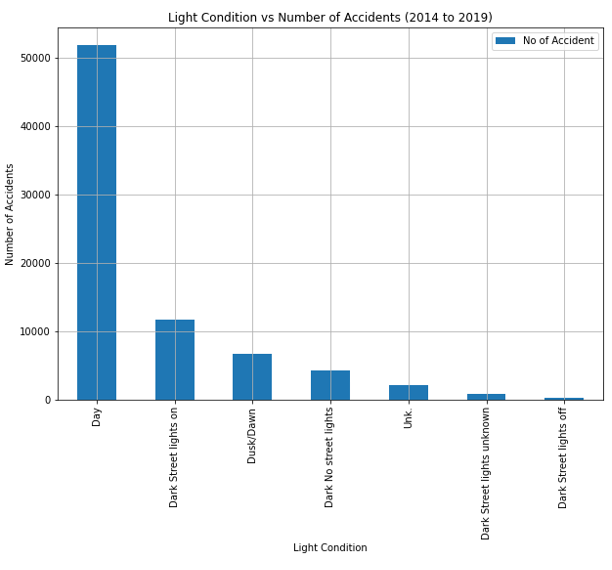 Light Condition vs Number of Accidents (2014 to 2019)
No of Accident
Number of Accidents
50000
40000
30000
20000
10000
0
Day
Dark Street lights on
Dusk/Dawn
Dark No street lights
Unk.
Dark Street lights unknown
Dark Street lights off
Light Condition